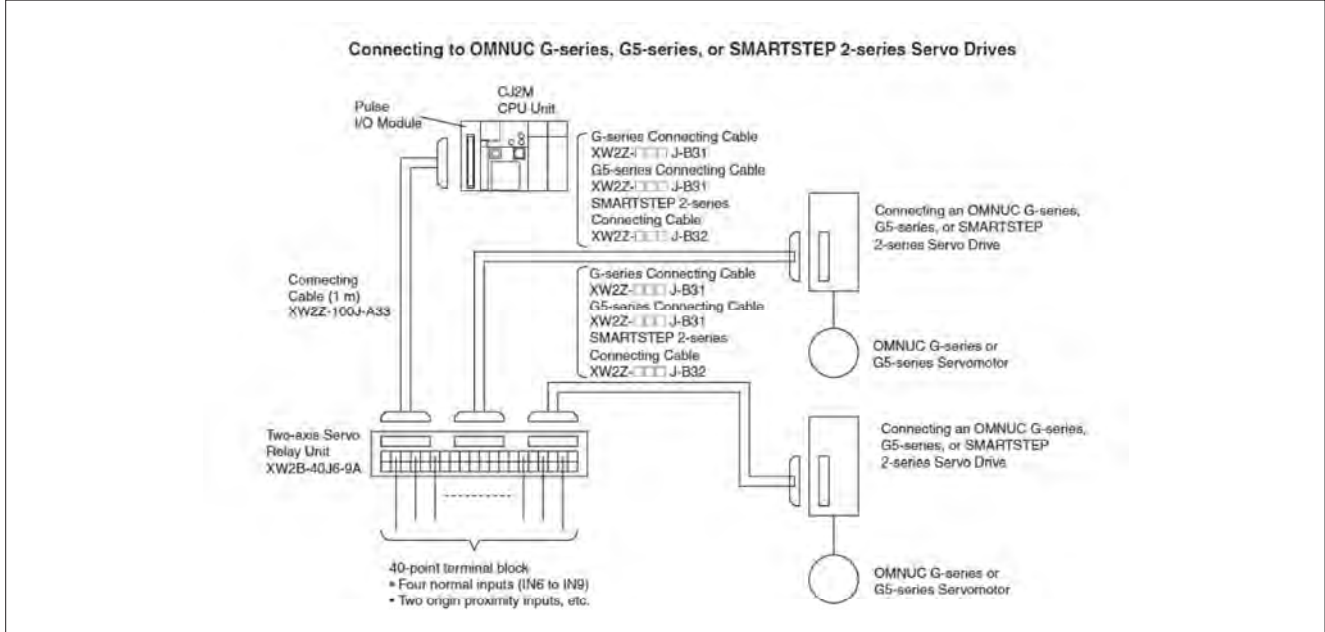 Connecting to OMNUC G-series, G5-series, or SMARTSTEP 2-series Servo Drives
CJ2M
CPU Unit
Pulse
I/O Module
G-series Connecting Cable
XW2Z-□□□ J-B31
G5-series Connecting Cable
XW2Z-□□□ J-B31
SMARTSTEP 2-series
Connecting Cable
XW2Z-□□□ J-B32
Connecting an OMNUC G-series,
G5-series, or SMARTSTEP
2-series Servo Drive
Connecting
Cable (1 m)
XW2Z-100J-A33
G-series Connecting Cable
XW2Z-□□□ J-B31
G5-series Connecting Cable
XW2Z-□□□ J-B31
SMARTSTEP 2-series
Connecting Cable
XW2Z-□□□ J-B32
OMNUC G-series or
G5-series Servomotor
Two-axis Servo
Relay Unit
XW2B-40J6-9A
Connecting an OMNUC G-series,
G5-series, or SMARTSTEP
2-series Servo Drive
40-point terminal block
• Four normal inputs (IN6 to IN9)
• Two origin proximity inputs, etc.
OMNUC G-series or
G5-series Servomotor